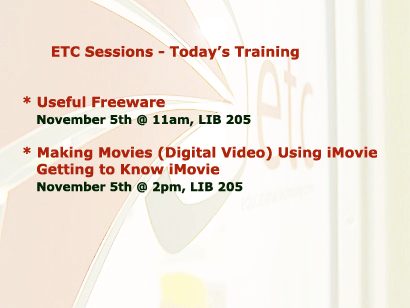 ETC Sessions - Today's Training
* Useful Freeware
November 5th @ 11am, LIB 205
* Making Movies (Digital Video) Using iMovie
Getting to Know iMovie
November 5th @ 2pm, LIB 205
etc